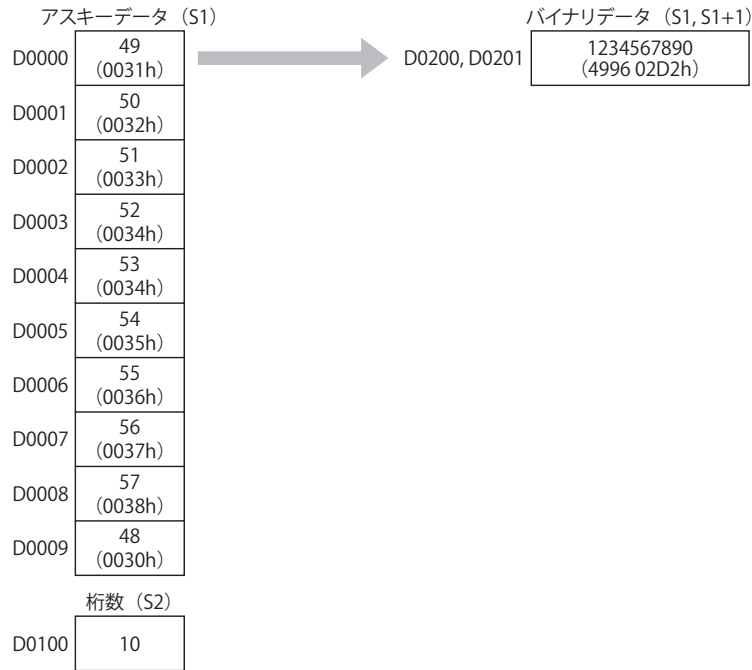 アスキーデータ（S1）
D0000 49
（0031h）
D0001 50
（0032h）
D0002 51
（0033h）
D0003 52
（0034h）
D0004 53
（0034h）
D0005 54
（0035h）
D0006 55
（0036h）
D0007 56
（0037h）
D0008 57
（0038h）
D0009 48
（0030h）
桁数（S2）
D0100 10
バイナリデータ（S1, S1+1）
D0200, D0201 1234567890
（4996 02D2h）